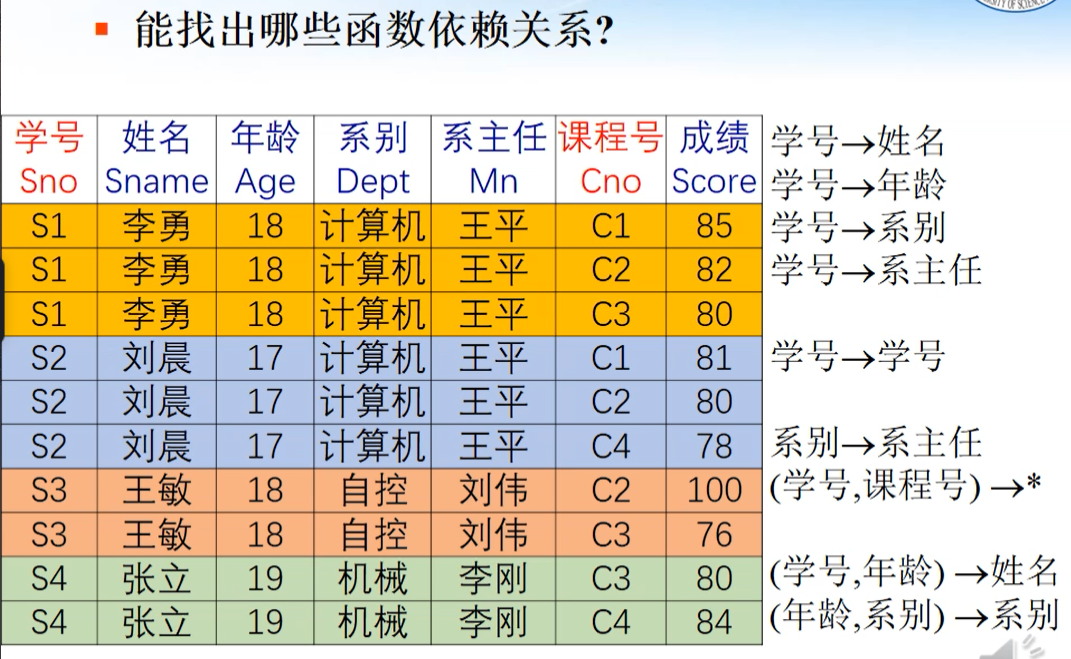 能找出哪些函数依赖关系?
学号 姓名 年龄 系别 系主任 课程号 成绩
Sno Sname Age Dept Mn Cno Score
S1 李勇 18 计算机 王平 C1 85
S1 李勇 18 计算机 王平 C2 82
S1 李勇 18 计算机 王平 C3 80
S2 刘晨 17 计算机 王平 C1 81
S2 刘晨 17 计算机 王平 C2 80
S2 刘晨 17 计算机 王平 C4 78
S3 王敏 18 自控 刘伟 C2 100
S3 王敏 18 自控 刘伟 C3 76
S4 张立 19 机械 李刚 C3 80
S4 张立 19 机械 李刚 C4 84
学号→姓名
学号→年龄
学号→系别
学号→系主任
学号→学号
系别→系主任
(学号,课程号)→*
(学号,年龄)→姓名
(年龄,系别)→系别